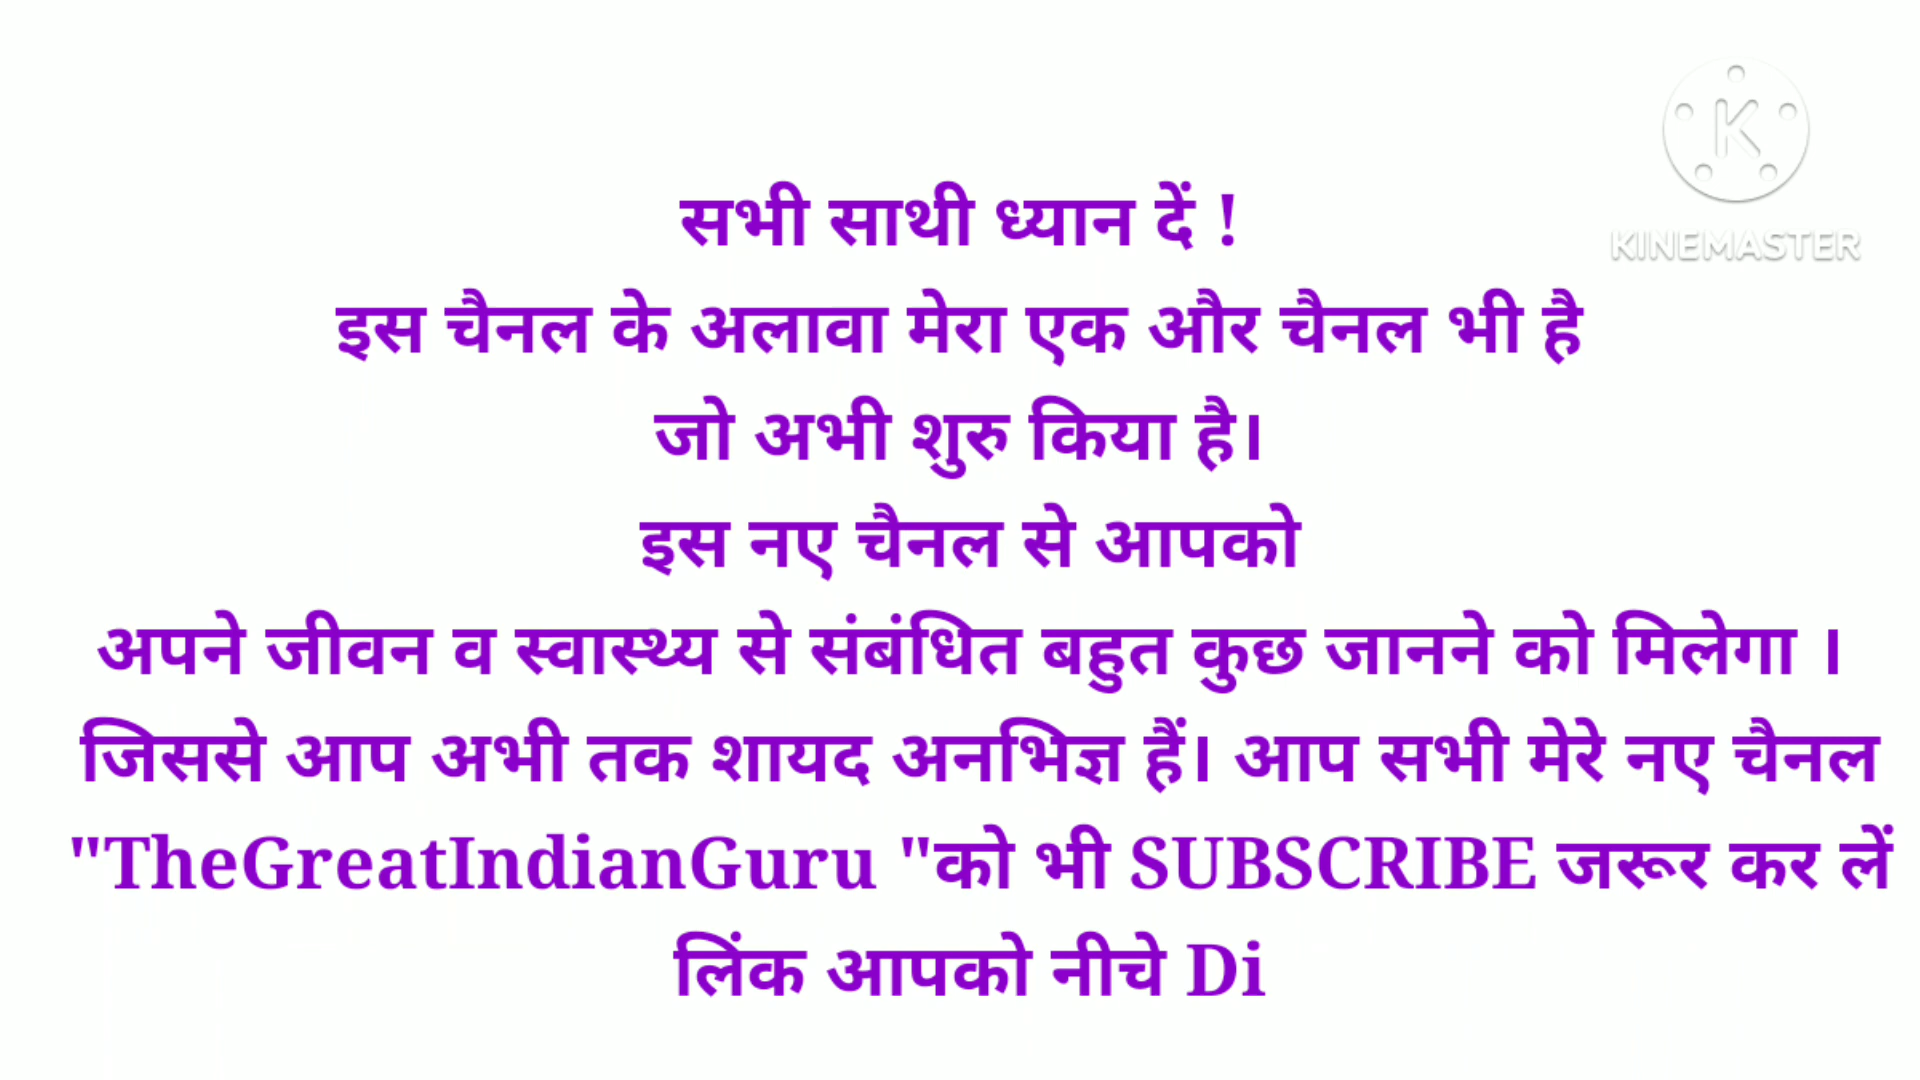 KINEMASTER
सभी साथी ध्यान दें !
इस चैनल के अलावा मेरा एक और चैनल भी है
जो अभी शुरु किया है।
इस नए चैनल से आपको
अपने जीवन व स्वास्थ्य से संबंधित बहुत कुछ जानने को मिलेगा ।
जिससे आप अभी तक शायद अनभिज्ञ हैं। आप सभी मेरे नए चैनल
"TheGreatIndianGuru "को भी SUBSCRIBE जरूर कर लें
लिंक आपको नीचे Di